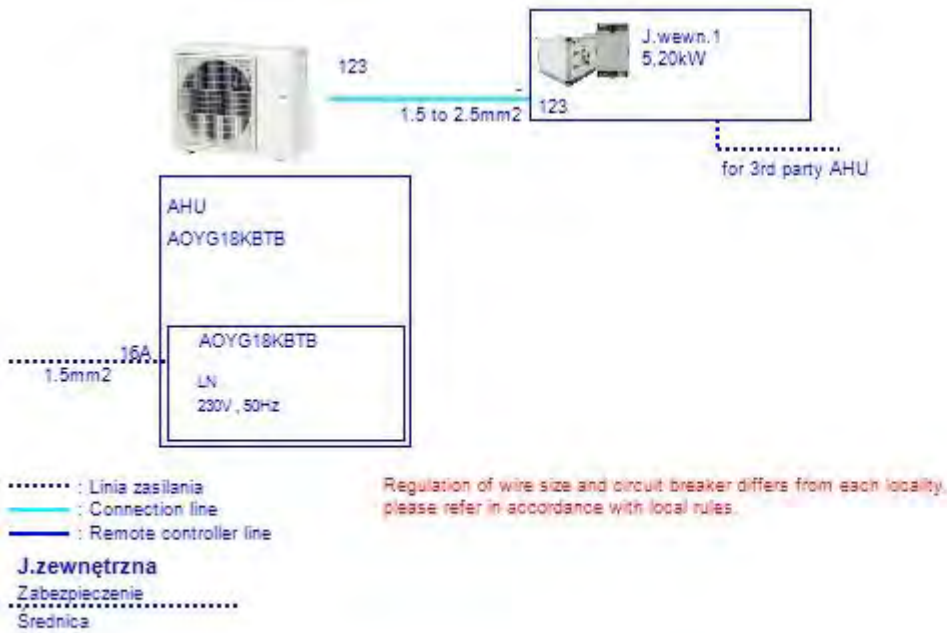 J.wewn.1
5,20kW
123
1.5 to 2.5mm2
123
for 3rd party AHU
AHU
AOYG18KBTB
16A
1.5mm2
AOYG18KBTB
LN
230V , 50Hz
: Linia zasilania
: Connection line
: Remote controller line
Regulation of wire size and circuit breaker differs from each locality,
please refer in accordance with local rules.
J.zewnętrzna
Zabezpieczenie
Średnica